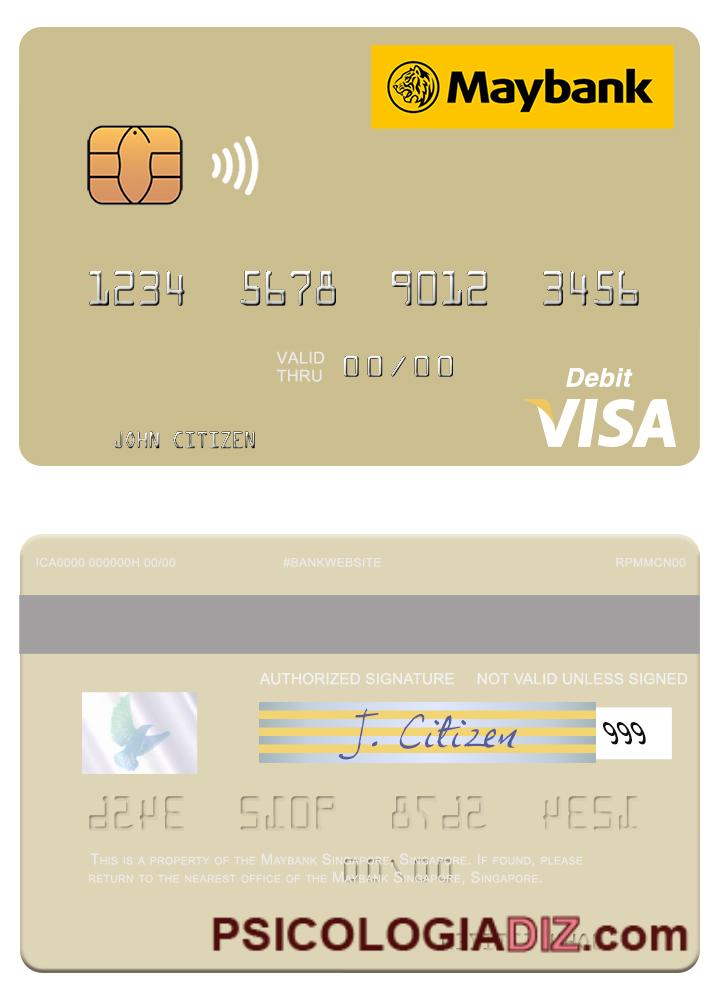 Maybank
1234 5678 9012 3456
VALID
THRU 00/00
Debit
VISA
JOHN CITIZEN
ICA0000 000000H 00/00 #BANKWEBSITE RPMMCN00
AUTHORIZED SIGNATURE NOT VALID UNLESS SIGNED
J. Citizen 999
THIS IS A PROPERTY OF THE MAYBANK SINGAPORE, SINGAPORE. IF FOUND, PLEASE
RETURN TO THE NEAREST OFFICE OF THE MAYBANK SINGAPORE, SINGAPORE.
PSICOLOGIADIZ.com